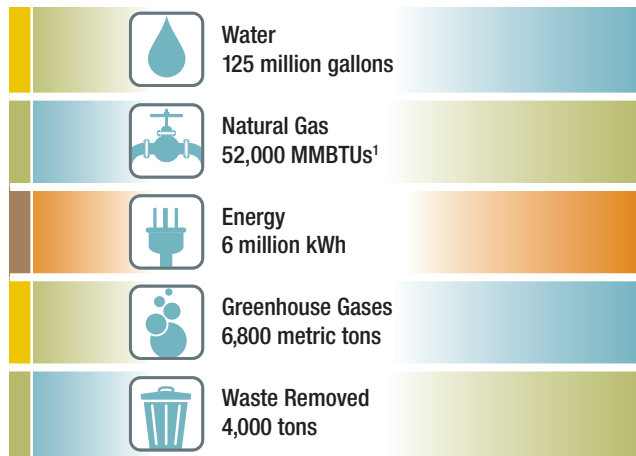 Water
125 million gallons
Natural Gas
52,000 MMBTUs¹
Energy
6 million kWh
Greenhouse Gases
6,800 metric tons
Waste Removed
4,000 tons